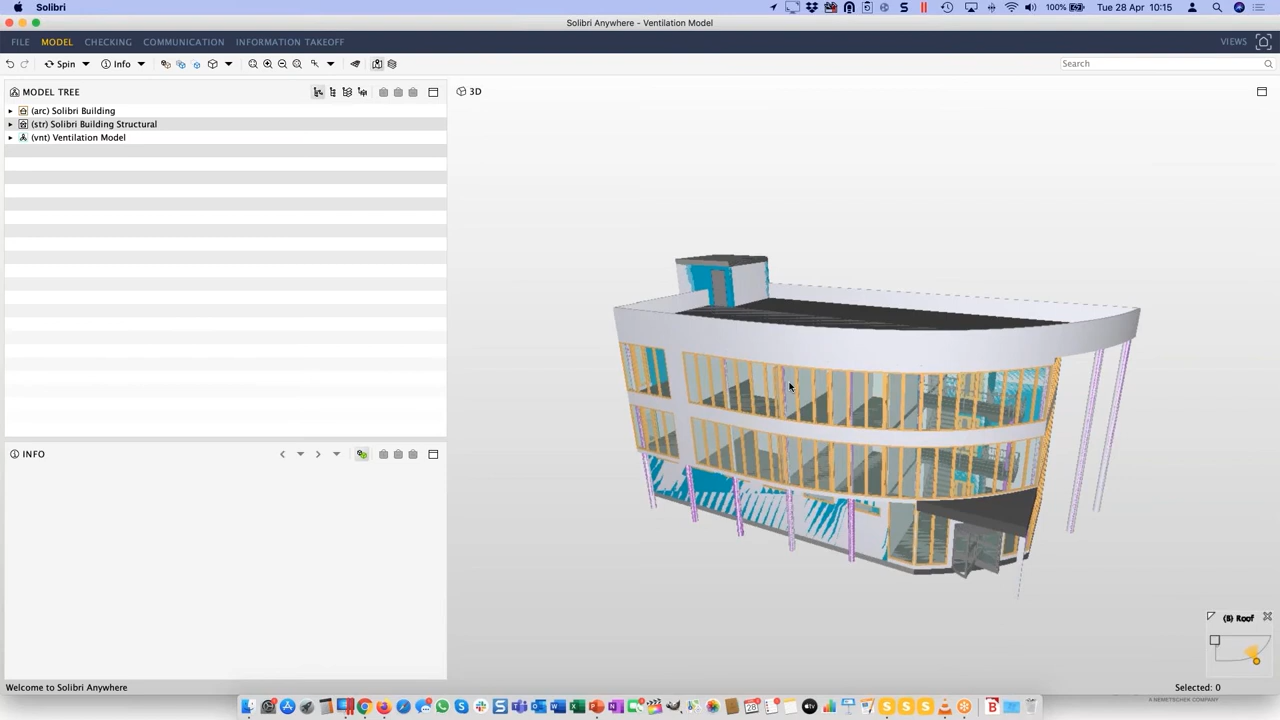 Solibri
100%
Tue 28 Apr 10:15
Solibri Anywhere - Ventilation Model
FILE MODEL CHECKING COMMUNICATION INFORMATION TAKEOFF VIEWS
Spin Info Search
MODEL TREE
3D
(arc) Solibri Building
(str) Solibri Building Structural
(vnt) Ventilation Model
INFO
(B) Roof
Welcome to Solibri Anywhere
Selected: 0
A NEMETSCHEK COMPANY